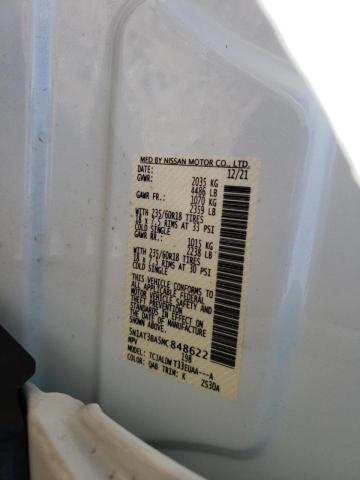 MFD BY NISSAN MOTOR CO., LTD.
DATE: 12/21
GVWR: 2035 KG
4486 LB
GAWR FR.: 1070 KG
2359 LB
WITH 235/60R18 TIRES
18 X 7.5 RIMS AT 33 PSI
COLD SINGLE
GAWR RR.: 1015 KG
2238 LB
WITH 235/60R18 TIRES
18 X 7.5 RIMS AT 30 PSI
COLD SINGLE
THIS VEHICLE CONFORMS TO
ALL APPLICABLE FEDERAL
MOTOR VEHICLE SAFETY,
BUMPER, AND THEFT
PREVENTION STANDARDS IN
EFFECT ON THE DATE OF
MANUFACTURE SHOWN ABOVE.
5N1AT3BA5MC848622
MPV 198
MODEL: TCJALDWT33EUAA---A
COLOR: QAB TRIM: K ZS30A